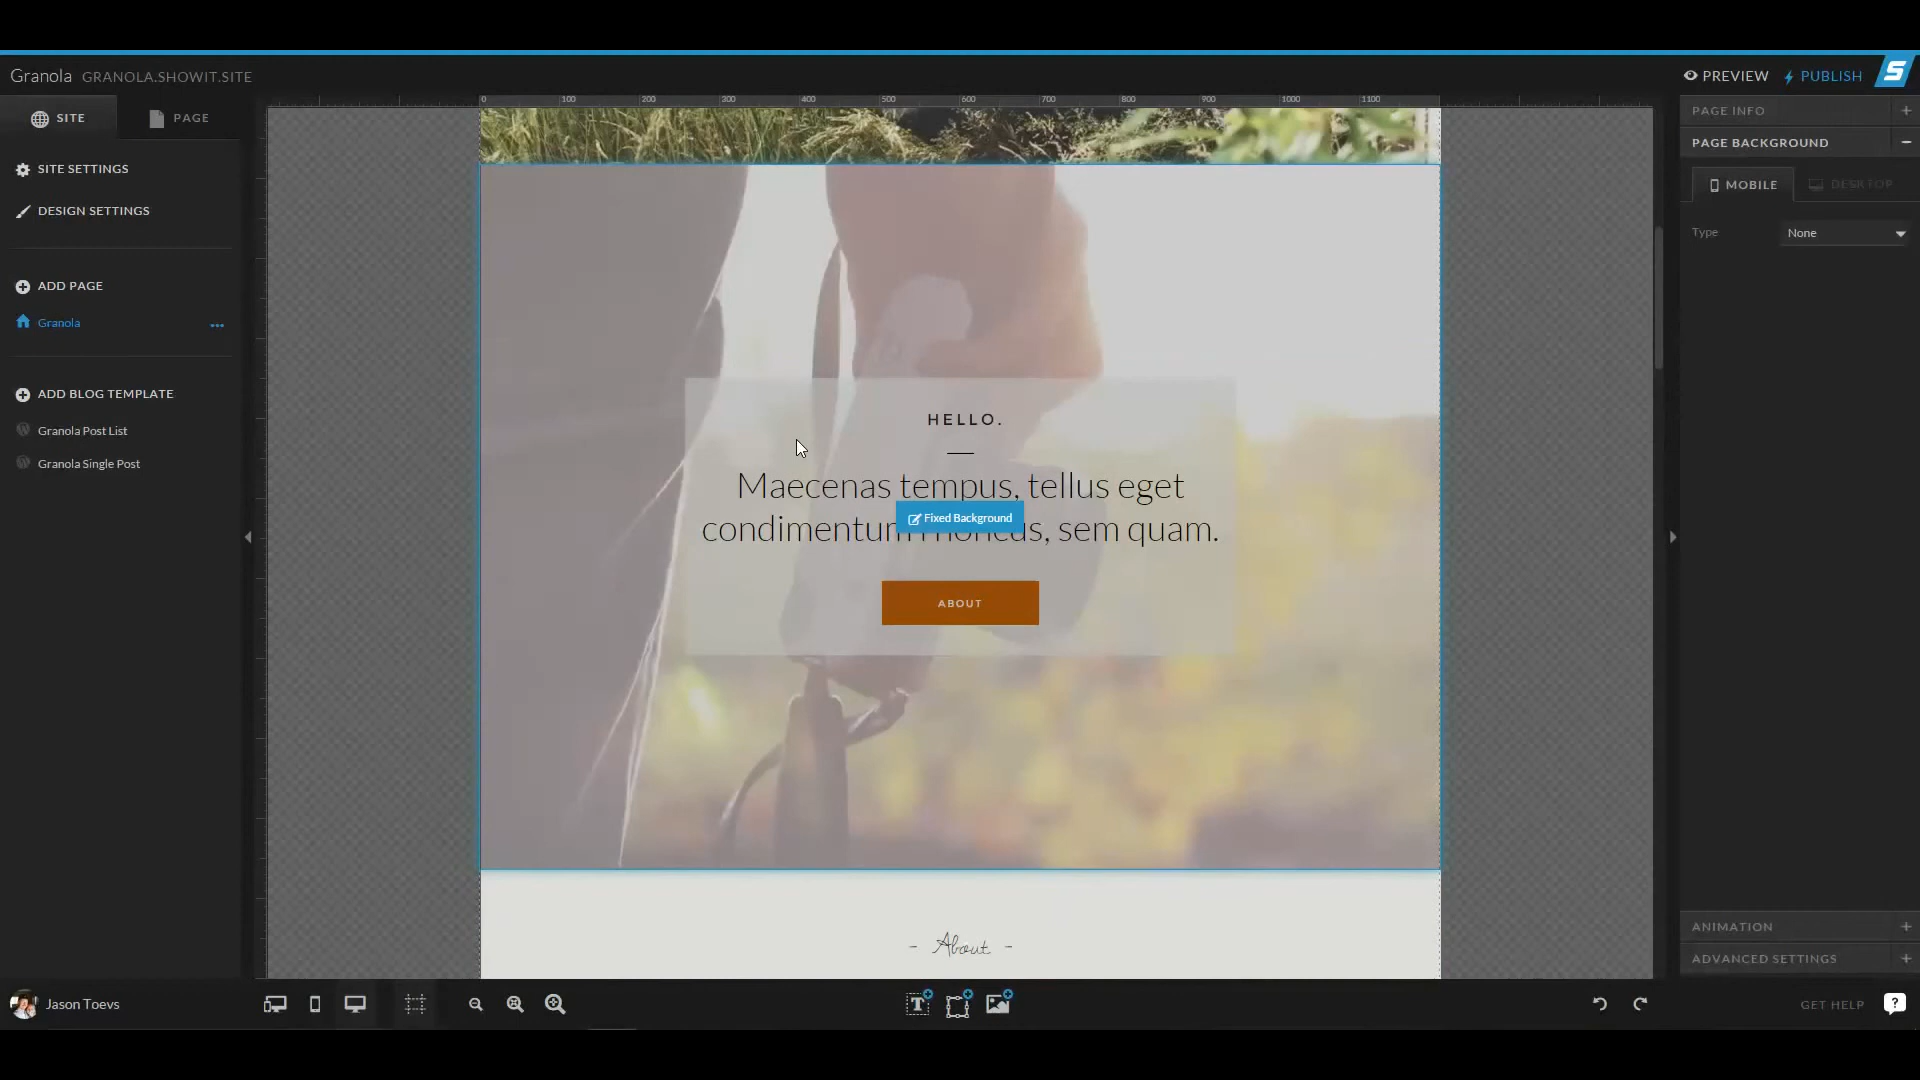 Granola GRANOLA.SHOWIT.SITE
PREVIEW PUBLISH
SITE PAGE
SITE SETTINGS
DESIGN SETTINGS
ADD PAGE
Granola
ADD BLOG TEMPLATE
Granola Post List
Granola Single Post
0 100 200 300 400 500 600 700 800 900 1000 1100
HELLO.
Maecenas tempus, tellus eget
condimentum rhoncus, sem quam.
Fixed Background
ABOUT
- About -
PAGE INFO
PAGE BACKGROUND
MOBILE DESKTOP
Type None
ANIMATION
ADVANCED SETTINGS
Jason Toevs
T
GET HELP ?